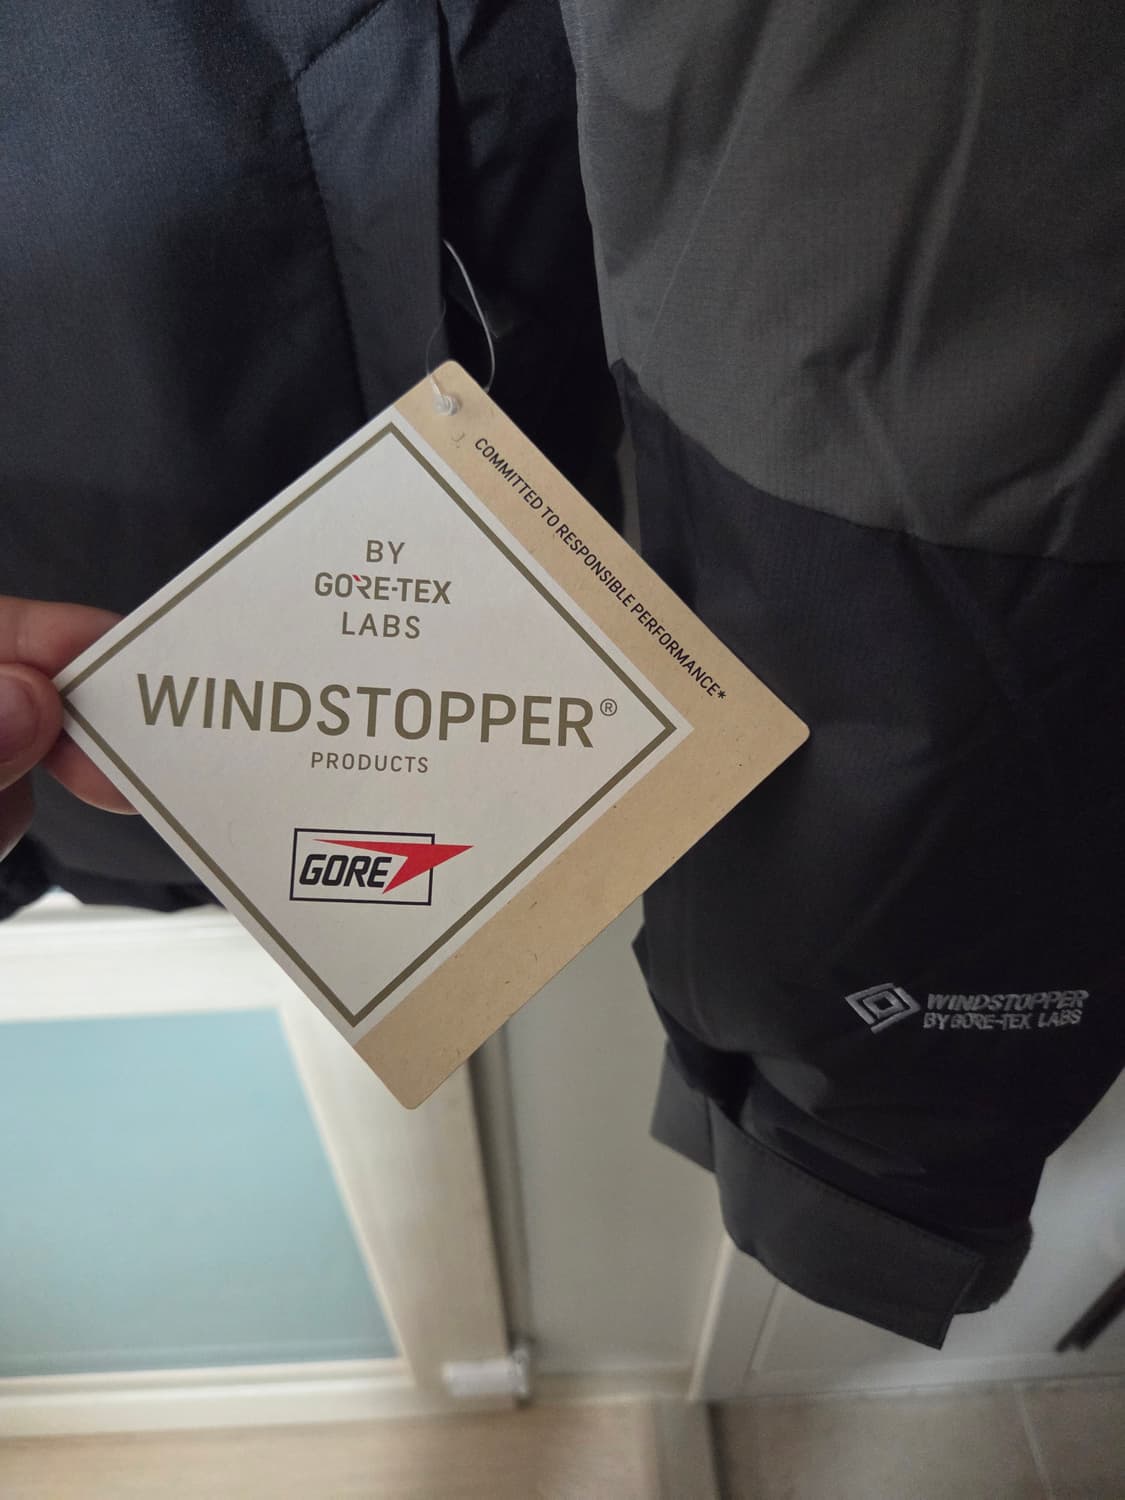 COMMITTED TO RESPONSIBLE PERFORMANCE*
BY
GORE-TEX
LABS
WINDSTOPPER®
PRODUCTS
GORE
WINDSTOPPER
BY GORE-TEX LABS